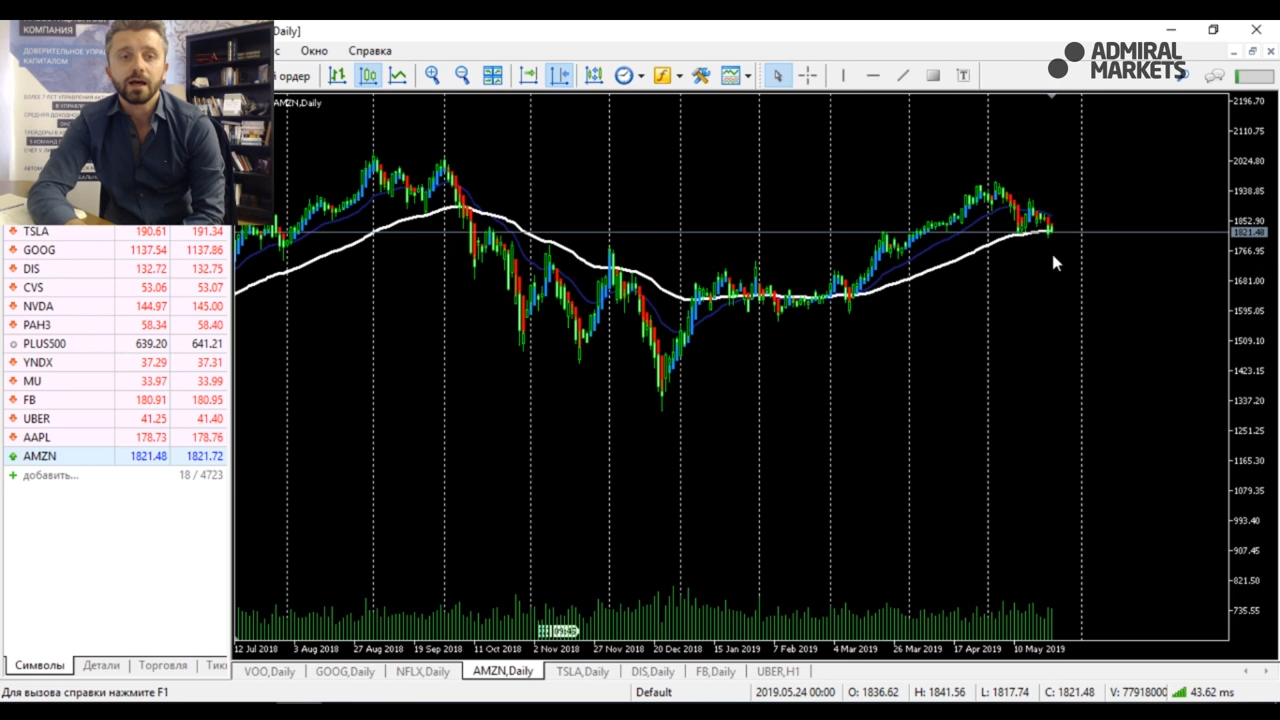 КОМПАНИЯ
ДОВЕРИТЕЛЬНОЕ УПРА
КАПИТАЛОМ
Daily]
Окно Справка
ADMIRAL
MARKETS
й ордер
AMZN,Daily
2196.70
2110.75
2024.80
1938.85
1852.90
1821.48
1766.95
1681.00
1595.05
1509.10
1423.15
1337.20
1251.25
1165.30
1079.35
993.40
907.45
821.50
735.55
TSLA 190.61 191.34
GOOG 1137.54 1137.86
DIS 132.72 132.75
CVS 53.06 53.07
NVDA 144.97 145.00
PAH3 58.34 58.40
PLUS500 639.20 641.21
YNDX 37.29 37.31
MU 33.97 33.99
FB 180.91 180.95
UBER 41.25 41.40
AAPL 178.73 178.76
AMZN 1821.48 1821.72
добавить... 18 / 4723
12 Jul 2018 3 Aug 2018 27 Aug 2018 19 Sep 2018 11 Oct 2018 2 Nov 2018 27 Nov 2018 20 Dec 2018 15 Jan 2019 7 Feb 2019 4 Mar 2019 26 Mar 2019 17 Apr 2019 10 May 2019
Символы Детали Торговля Тики
VOO,Daily GOOG,Daily NFLX,Daily AMZN,Daily TSLA,Daily DIS,Daily FB,Daily UBER,H1
Для вызова справки нажмите F1 Default 2019.05.24 00:00 O: 1836.62 H: 1841.56 L: 1817.74 C: 1821.48 V: 77918000 43.62 ms